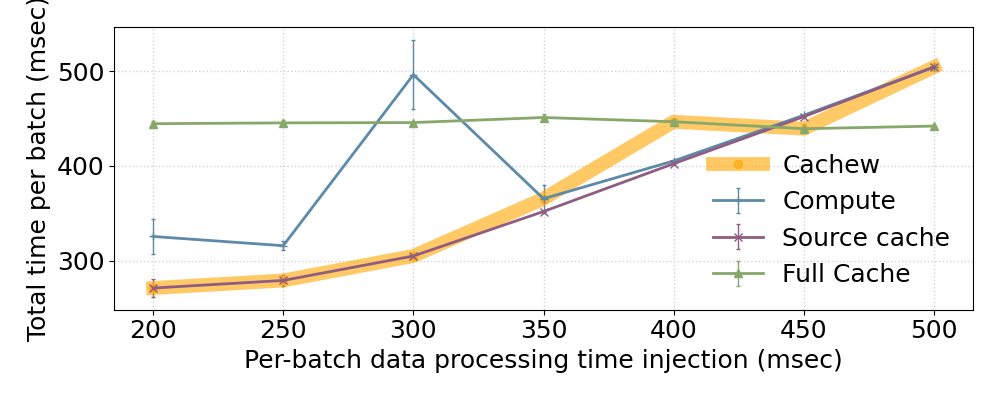 Total time per batch (msec)
500
400
300
Cachew
Compute
Source cache
Full Cache
200 250 300 350 400 450 500
Per-batch data processing time injection (msec)